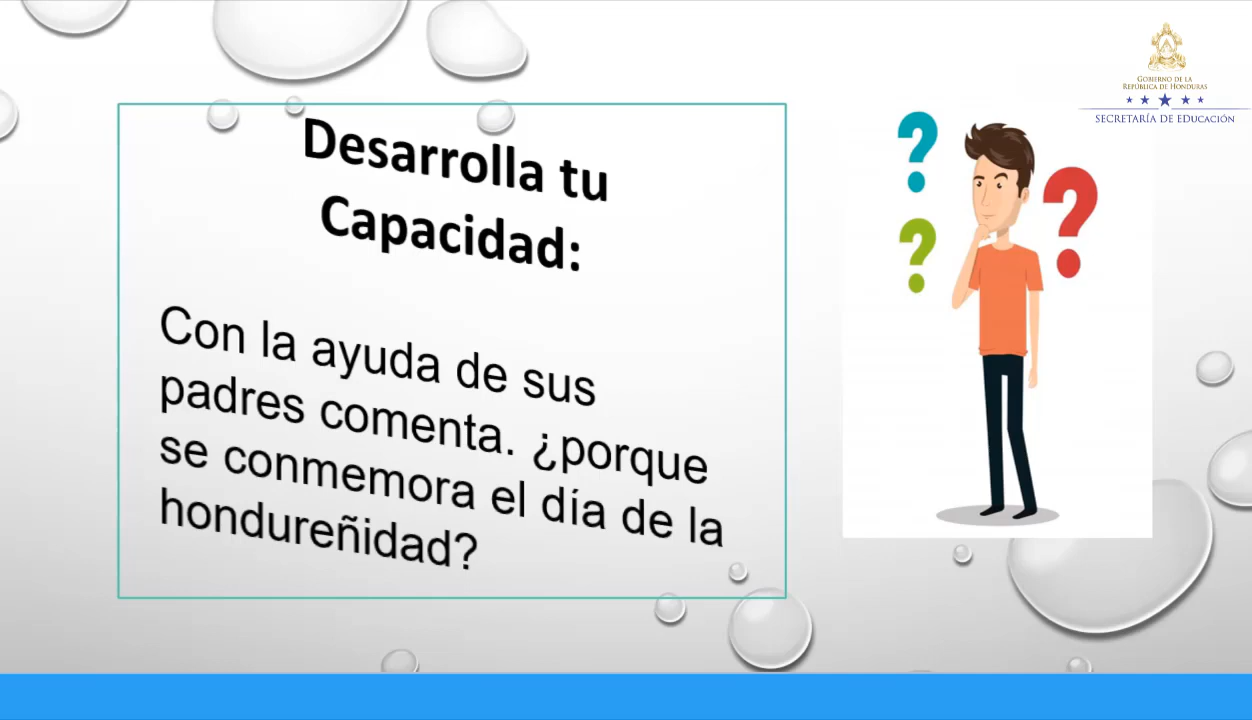 GOBIERNO DE LA
REPÚBLICA DE HONDURAS
SECRETARÍA DE EDUCACIÓN
Desarrolla tu
Capacidad:
Con la ayuda de sus
padres comenta. ¿porque
se conmemora el día de la
hondureñidad?
?
?
?